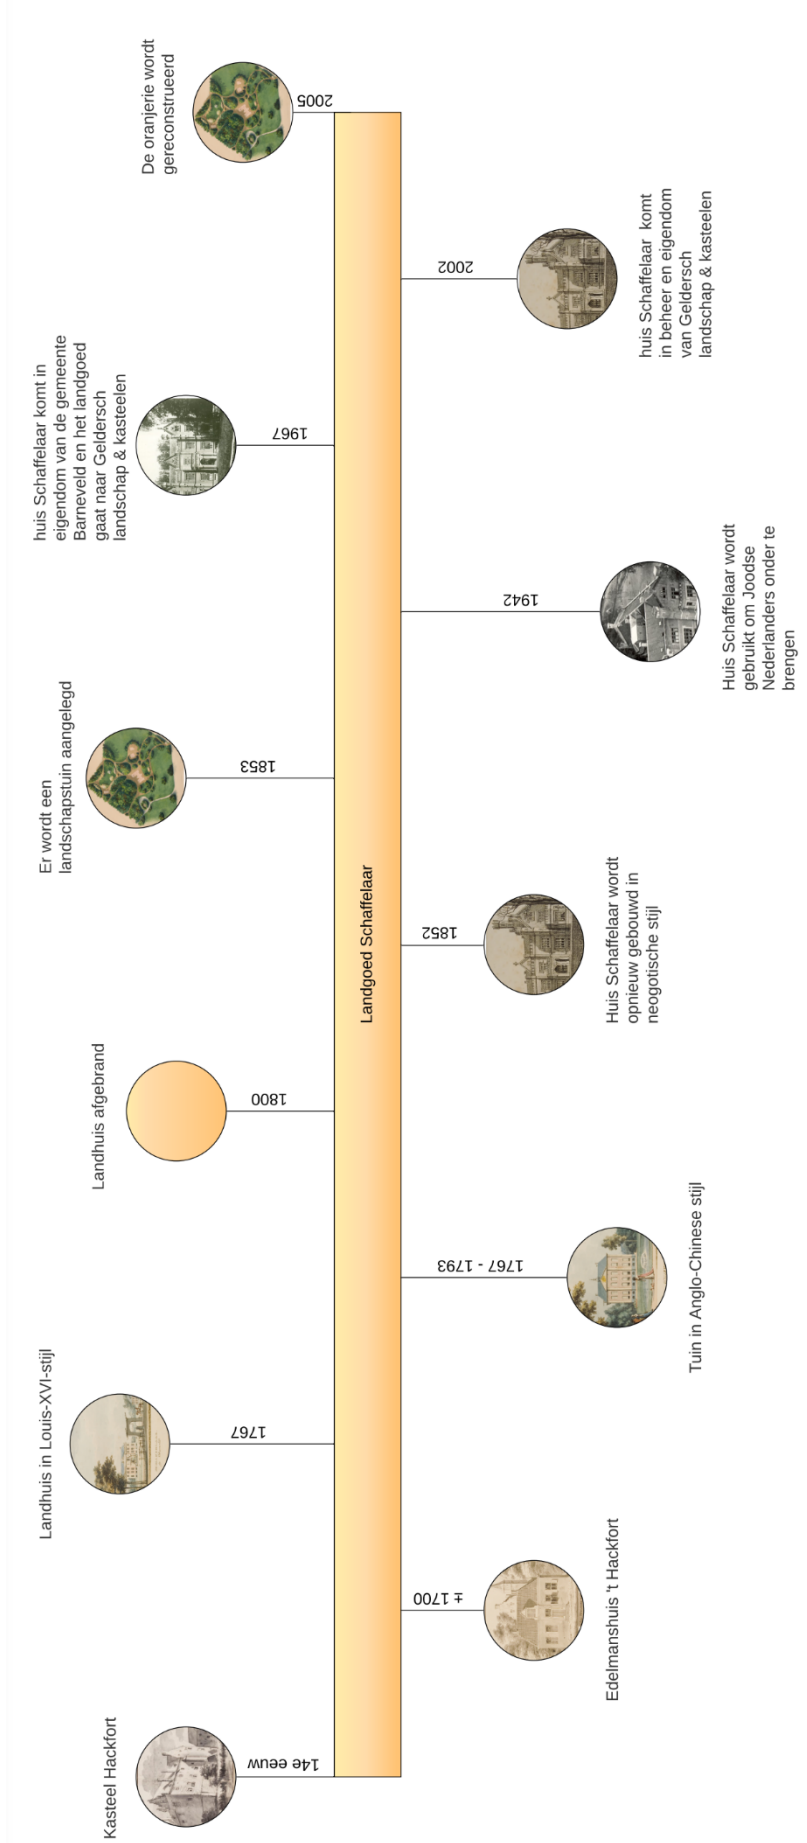 Kasteel Hackfort
14e eeuw
± 1700
Edelmanshuis 't Hackfort
Landhuis in Louis-XVI-stijl
1767
1767 - 1793
Tuin in Anglo-Chinese stijl
Landhuis afgebrand
1800
Landgoed Schaffelaar
1852
Huis Schaffelaar wordt
opnieuw gebouwd in
neogotische stijl
Er wordt een
landschapstuin aangelegd
1853
1942
Huis Schaffelaar wordt
gebruikt om Joodse
Nederlanders onder te
brengen
huis Schaffelaar komt in
eigendom van de gemeente
Barneveld en het landgoed
gaat naar Geldersch
landschap & kasteelen
1967
2002
huis Schaffelaar komt
in beheer en eigendom
van Geldersch
landschap & kasteelen
De oranjerie wordt
gereconstrueerd
2005